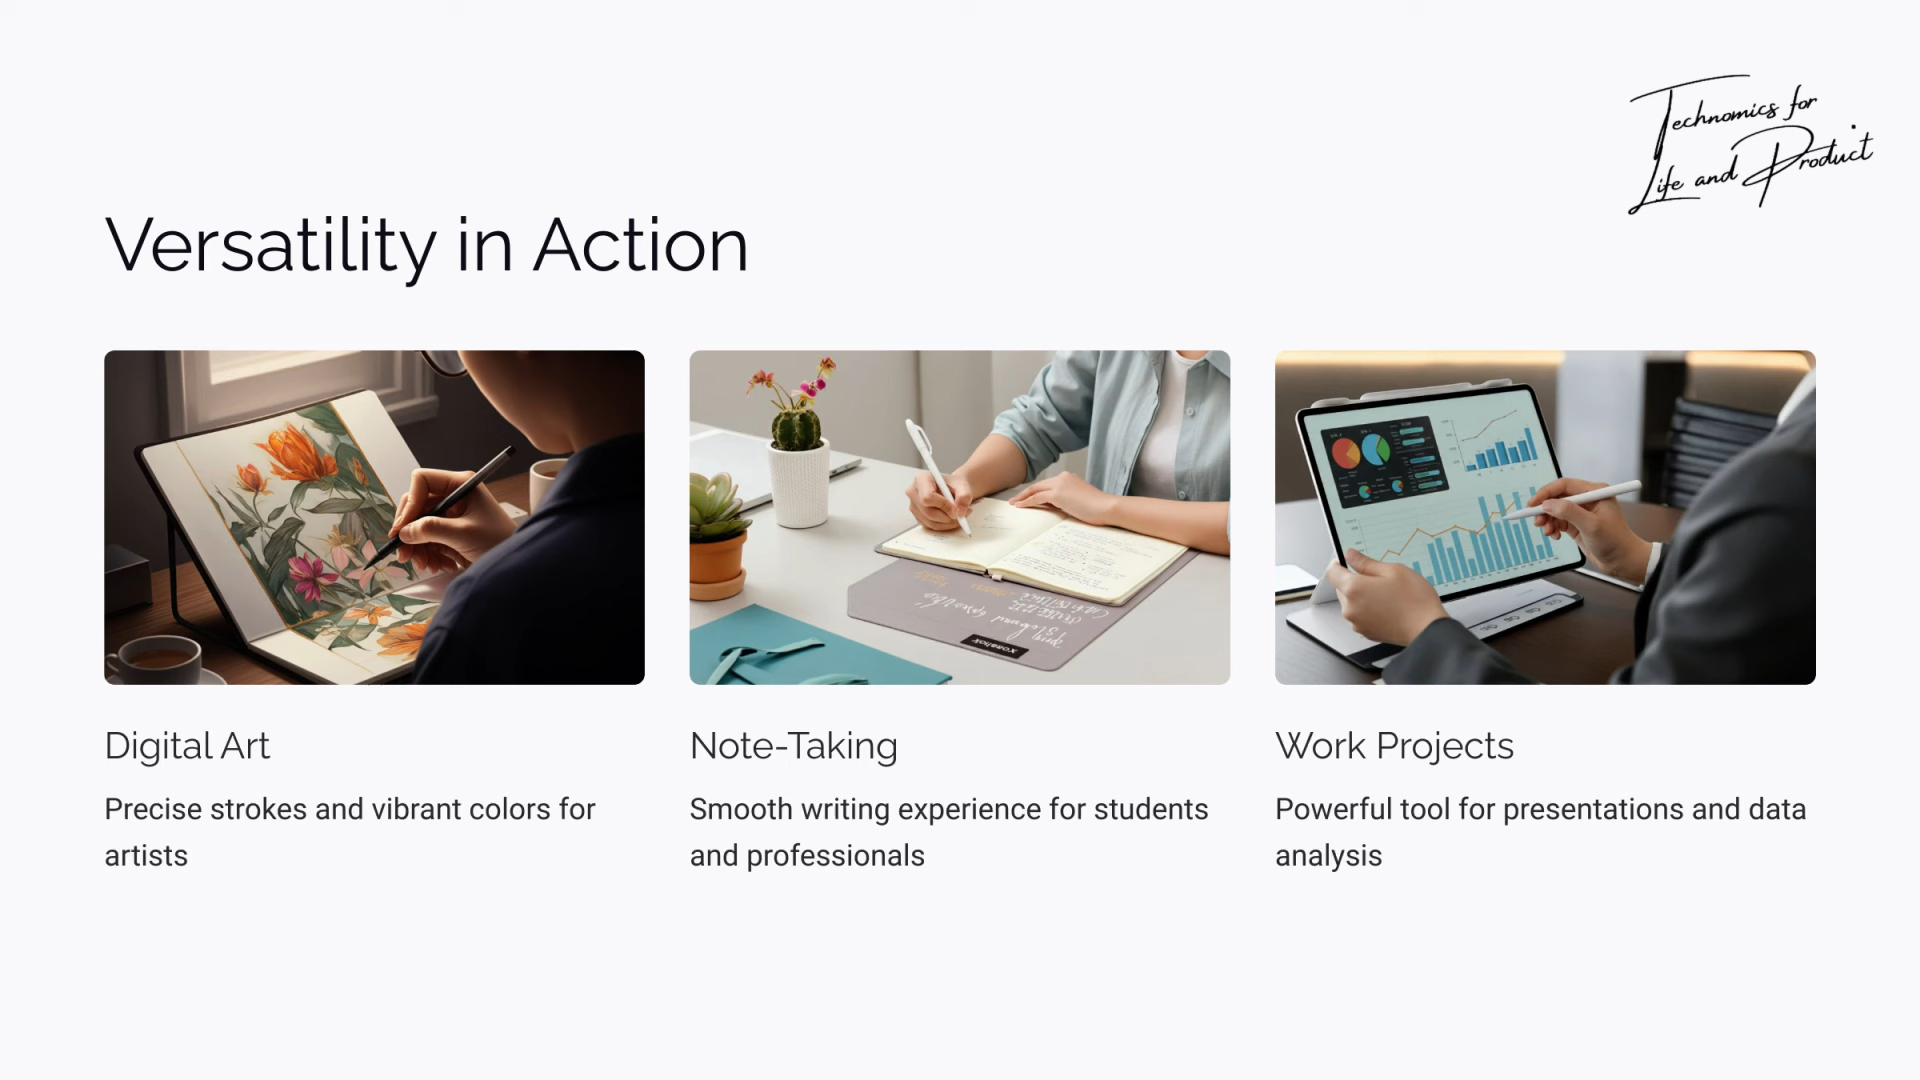 Technomics for
Life and Product
Versatility in Action
Digital Art
Precise strokes and vibrant colors for
artists
Note-Taking
Smooth writing experience for students
and professionals
Work Projects
Powerful tool for presentations and data
analysis